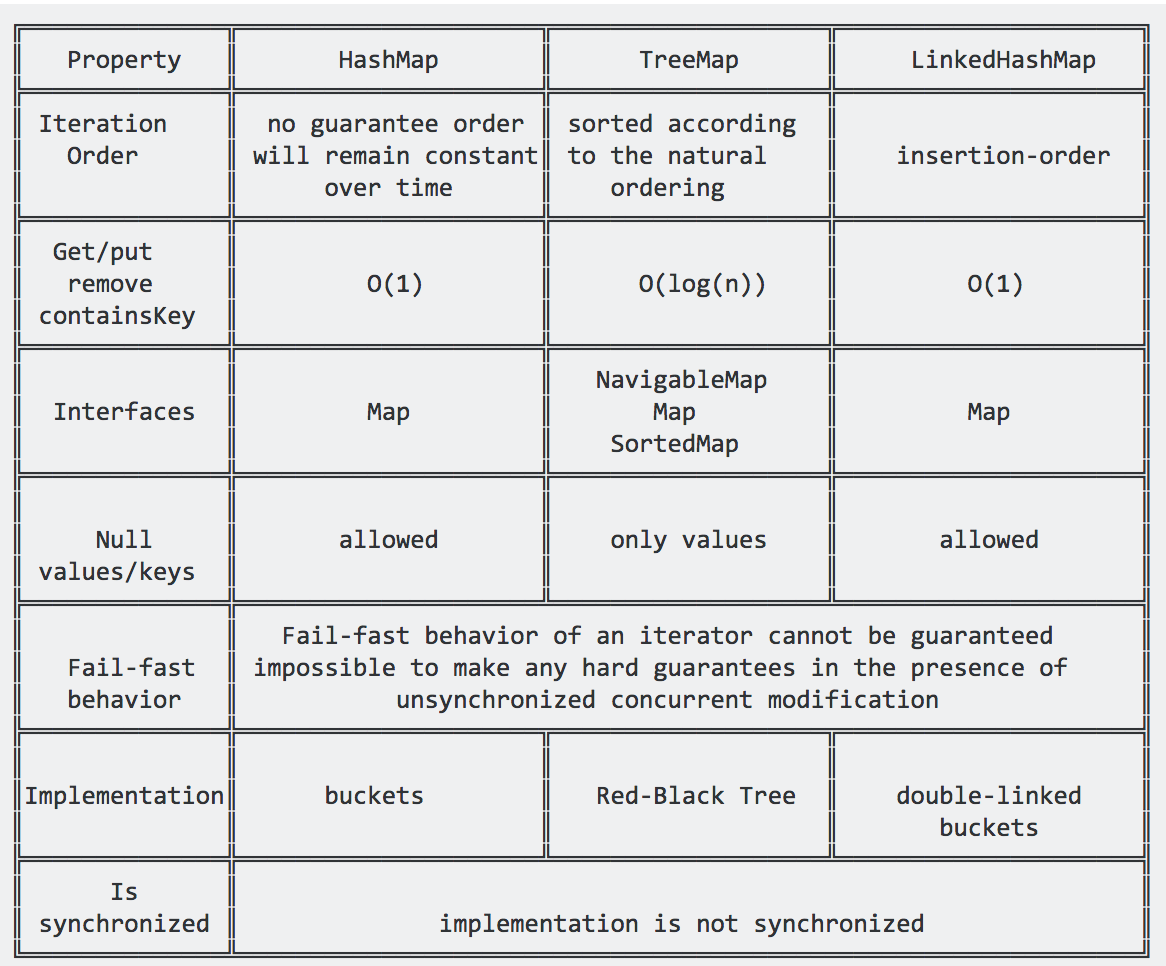 Property HashMap TreeMap LinkedHashMap
Iteration no guarantee order sorted according
Order will remain constant to the natural insertion-order
over time ordering
Get/put
remove O(1) O(log(n)) O(1)
containsKey
NavigableMap
Interfaces Map Map Map
SortedMap
Null allowed only values allowed
values/keys
Fail-fast behavior of an iterator cannot be guaranteed
Fail-fast impossible to make any hard guarantees in the presence of
behavior unsynchronized concurrent modification
Implementation buckets Red-Black Tree double-linked
buckets
Is
synchronized implementation is not synchronized